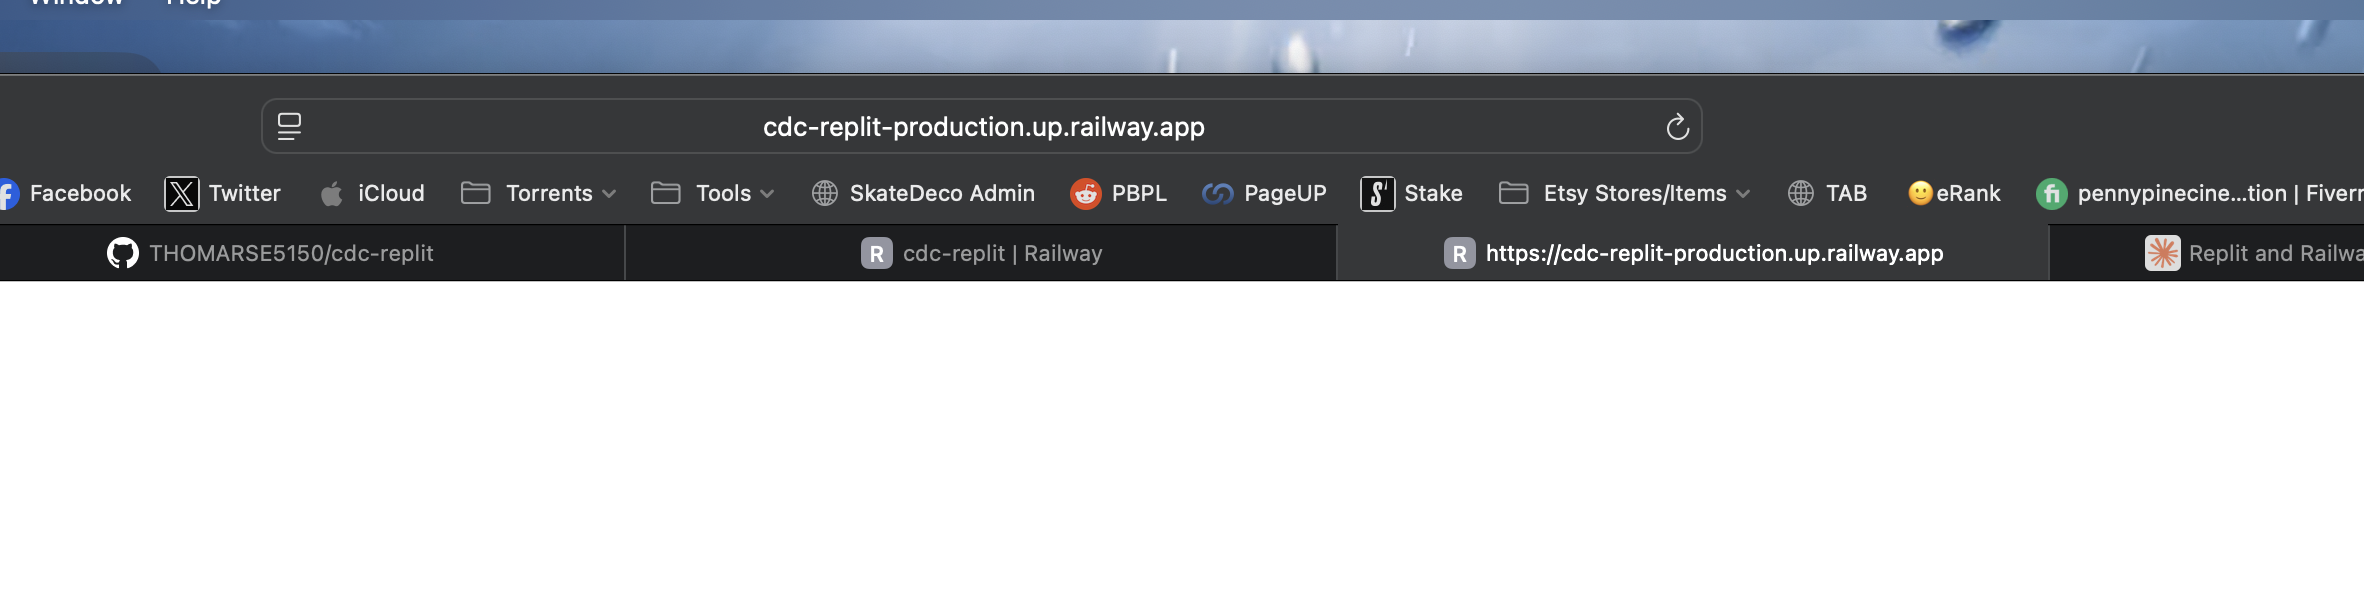 Window Help
cdc-replit-production.up.railway.app
Facebook Twitter iCloud Torrents Tools SkateDeco Admin PBPL PageUP Stake Etsy Stores/Items TAB eRank pennypinecine...tion | Fiverr
THOMARSE5150/cdc-replit R cdc-replit | Railway R https://cdc-replit-production.up.railway.app Replit and Railwa